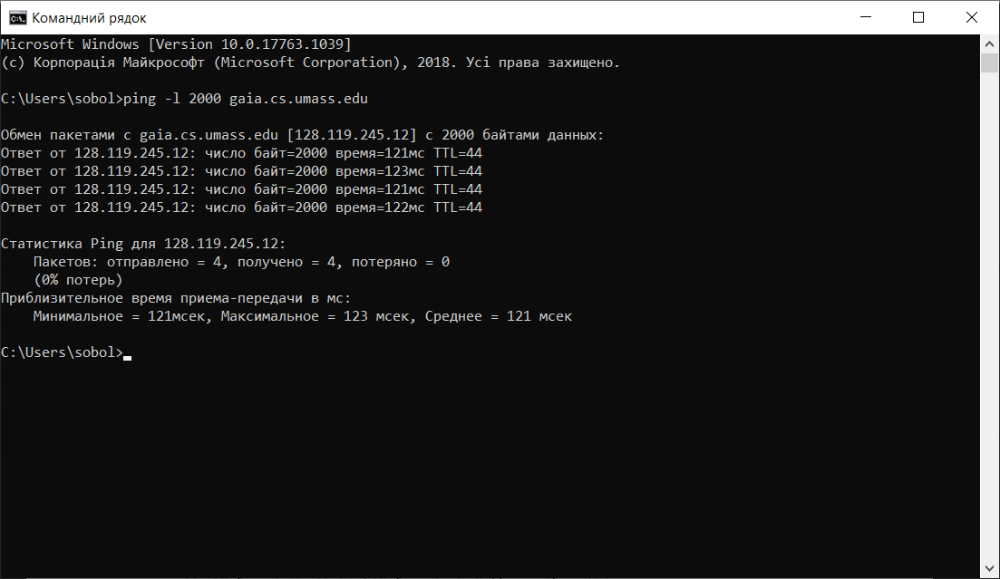 Командний рядок
Microsoft Windows [Version 10.0.17763.1039]
(c) Корпорація Майкрософт (Microsoft Corporation), 2018. Усі права захищено.
C:\Users\sobol>ping -l 2000 gaia.cs.umass.edu
Обмен пакетами с gaia.cs.umass.edu [128.119.245.12] с 2000 байтами данных:
Ответ от 128.119.245.12: число байт=2000 время=121мс TTL=44
Ответ от 128.119.245.12: число байт=2000 время=123мс TTL=44
Ответ от 128.119.245.12: число байт=2000 время=121мс TTL=44
Ответ от 128.119.245.12: число байт=2000 время=122мс TTL=44
Статистика Ping для 128.119.245.12:
    Пакетов: отправлено = 4, получено = 4, потеряно = 0
    (0% потерь)
Приблизительное время приема-передачи в мс:
    Минимальное = 121мсек, Максимальное = 123 мсек, Среднее = 121 мсек
C:\Users\sobol>